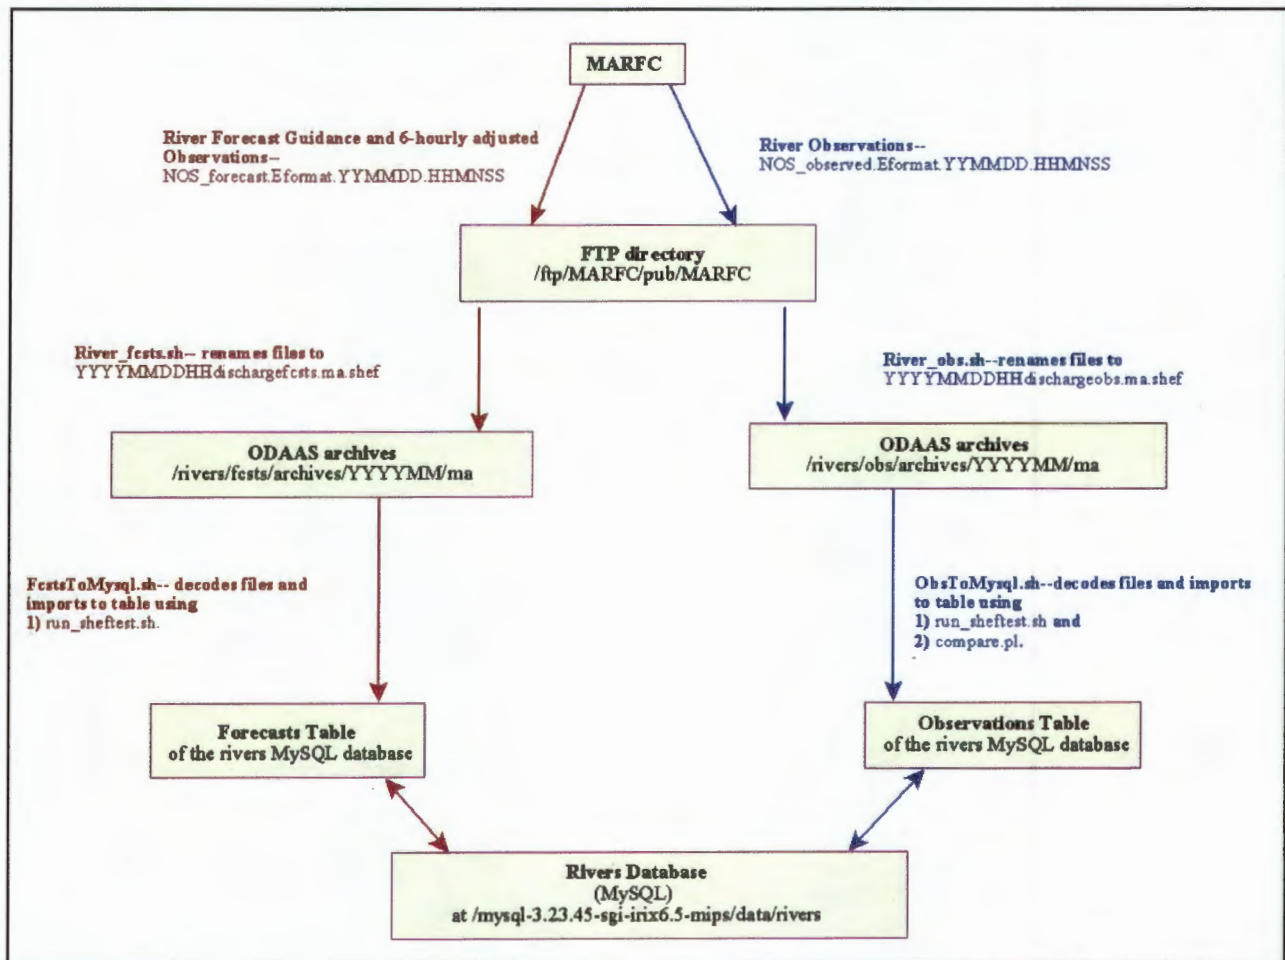 MARFC
River Forecast Guidance and 6-hourly adjusted
Observations--
NOS_forecast.Eformat.YYMMDD.HHMNSS
River Observations--
NOS_observed.Eformat.YYMMDD.HHMNSS
FTP directory
/ftp/MARFC/pub/MARFC
River_fcsts.sh-- renames files to
YYYYMMDDHHdischargefcsts.ma.shef
River_obs.sh--renames files to
YYYYMMDDHHdischargeobs.ma.shef
ODAAS archives
/rivers/fcsts/archives/YYYYMM/ma
ODAAS archives
/rivers/obs/archives/YYYYMM/ma
FcstsToMysql.sh-- decodes files and
imports to table using
1) run_sheftest.sh.
ObsToMysql.sh--decodes files and imports
to table using
1) run_sheftest.sh and
2) compare.pl.
Forecasts Table
of the rivers MySQL database
Observations Table
of the rivers MySQL database
Rivers Database
(MySQL)
at /mysql-3.23.45-sgi-irix6.5-mips/data/rivers